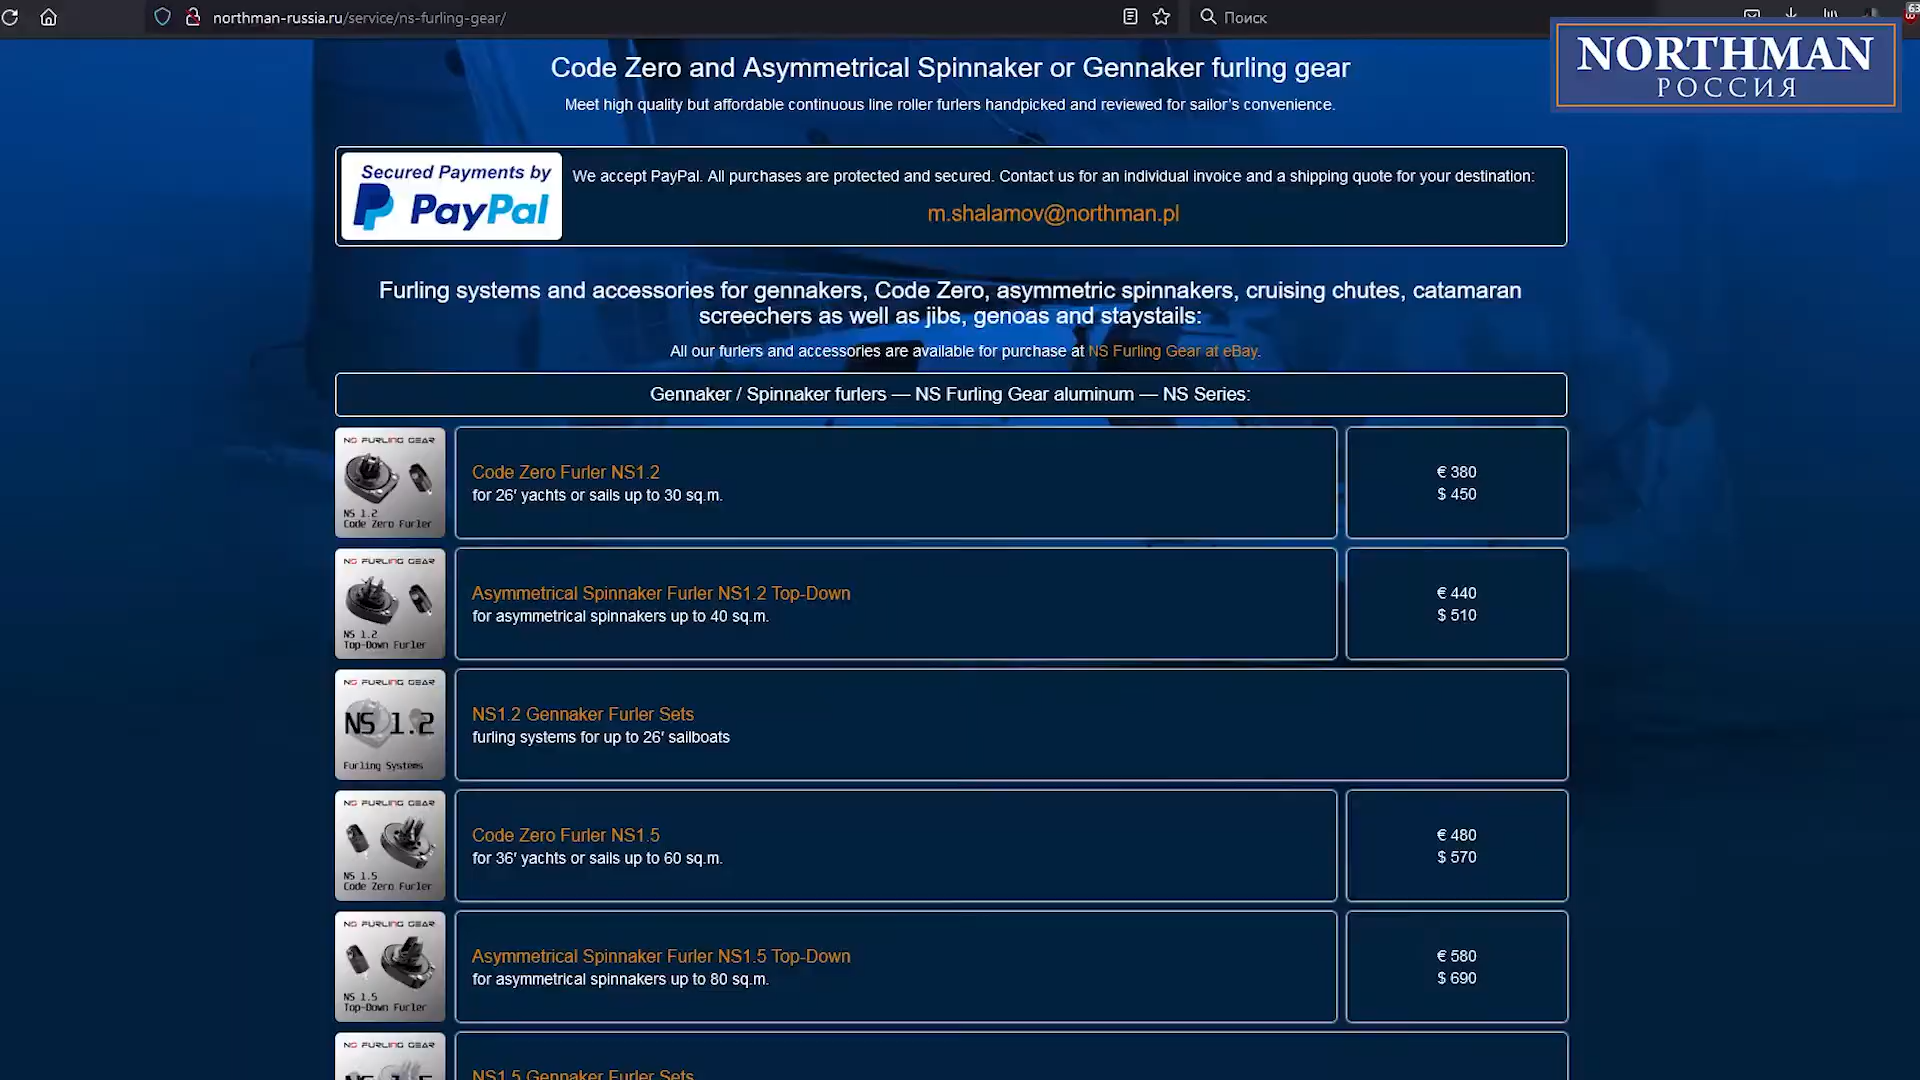 northman-russia.ru/service/ns-furling-gear/
Поиск
63
NORTHMAN
РОССИЯ
Code Zero and Asymmetrical Spinnaker or Gennaker furling gear
Meet high quality but affordable continuous line roller furlers handpicked and reviewed for sailor's convenience.
Secured Payments by
PayPal
We accept PayPal. All purchases are protected and secured. Contact us for an individual invoice and a shipping quote for your destination:
m.shalamov@northman.pl
Furling systems and accessories for gennakers, Code Zero, asymmetric spinnakers, cruising chutes, catamaran
screechers as well as jibs, genoas and staystails:
All our furlers and accessories are available for purchase at NS Furling Gear at eBay.
Gennaker / Spinnaker furlers — NS Furling Gear aluminum — NS Series:
NS FURLING GEAR
NS 1.2
Code Zero Furler
Code Zero Furler NS1.2
for 26' yachts or sails up to 30 sq.m.
€ 380
$ 450
NS FURLING GEAR
NS 1.2
Top-Down Furler
Asymmetrical Spinnaker Furler NS1.2 Top-Down
for asymmetrical spinnakers up to 40 sq.m.
€ 440
$ 510
NS FURLING GEAR
NS 1.2
Furling Systems
NS1.2 Gennaker Furler Sets
furling systems for up to 26' sailboats
NS FURLING GEAR
NS 1.5
Code Zero Furler
Code Zero Furler NS1.5
for 36' yachts or sails up to 60 sq.m.
€ 480
$ 570
NS FURLING GEAR
NS 1.5
Top-Down Furler
Asymmetrical Spinnaker Furler NS1.5 Top-Down
for asymmetrical spinnakers up to 80 sq.m.
€ 580
$ 690
NS FURLING GEAR
NS 1.5
NS1.5 Gennaker Furler Sets